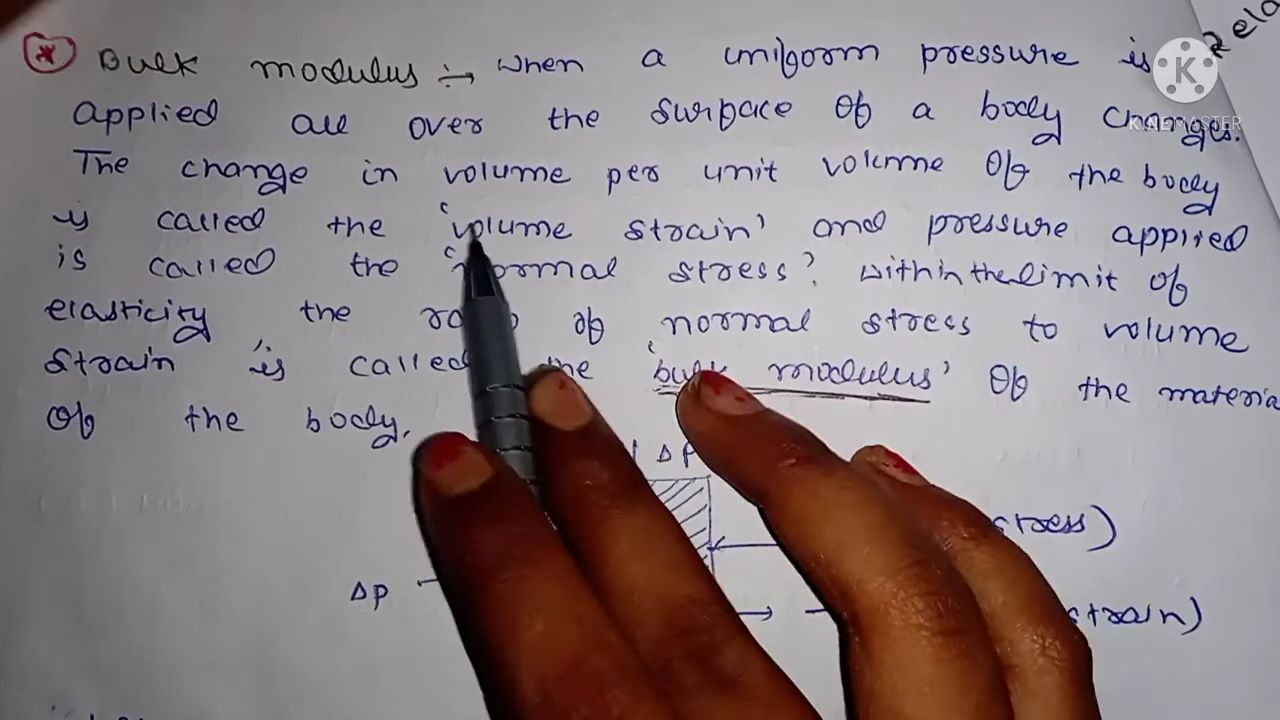 * Bulk modulus :→ When a uniform pressure is
applied all over the surface of a body changes.
The change in volume per unit volume of the body
is called the 'volume strain' and pressure applied
is called the 'normal stress'. within the limit of
elasticity the of normal stress to volume
strain is called the 'bulk modulus' of the
of the body.
ΔP
stress)
ΔP
strain)
K
KINEMASTER